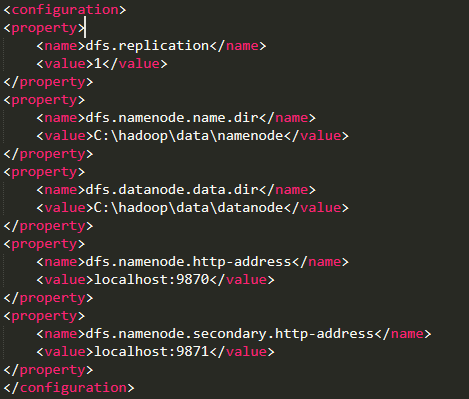 <configuration>
<property>
    <name>dfs.replication</name>
    <value>1</value>
</property>
<property>
    <name>dfs.namenode.name.dir</name>
    <value>C:\hadoop\data\namenode</value>
</property>
<property>
    <name>dfs.datanode.data.dir</name>
    <value>C:\hadoop\data\datanode</value>
</property>
<property>
    <name>dfs.namenode.http-address</name>
    <value>localhost:9870</value>
</property>
<property>
    <name>dfs.namenode.secondary.http-address</name>
    <value>localhost:9871</value>
</property>
</configuration>